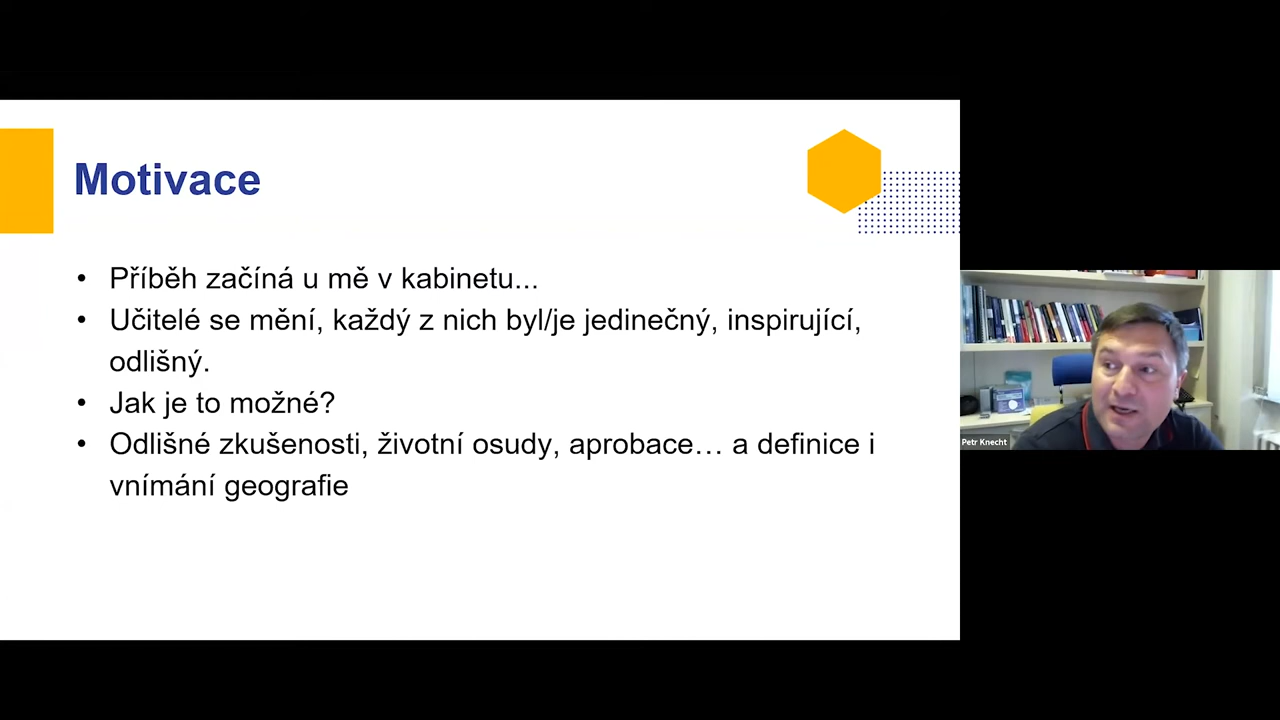 Motivace
• Příběh začíná u mě v kabinetu...
• Učitelé se mění, každý z nich byl/je jedinečný, inspirující,
odlišný.
• Jak je to možné?
• Odlišné zkušenosti, životní osudy, aprobace… a definice i
vnímání geografie
Petr Knecht